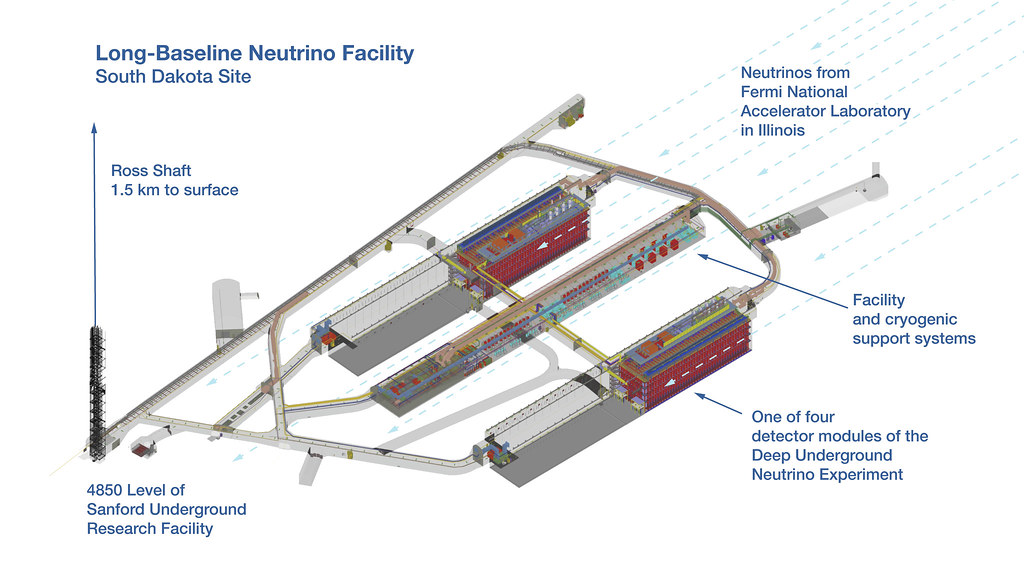 Long-Baseline Neutrino Facility
South Dakota Site
Neutrinos from
Fermi National
Accelerator Laboratory
in Illinois
Ross Shaft
1.5 km to surface
Facility
and cryogenic
support systems
One of four
detector modules of the
Deep Underground
Neutrino Experiment
4850 Level of
Sanford Underground
Research Facility